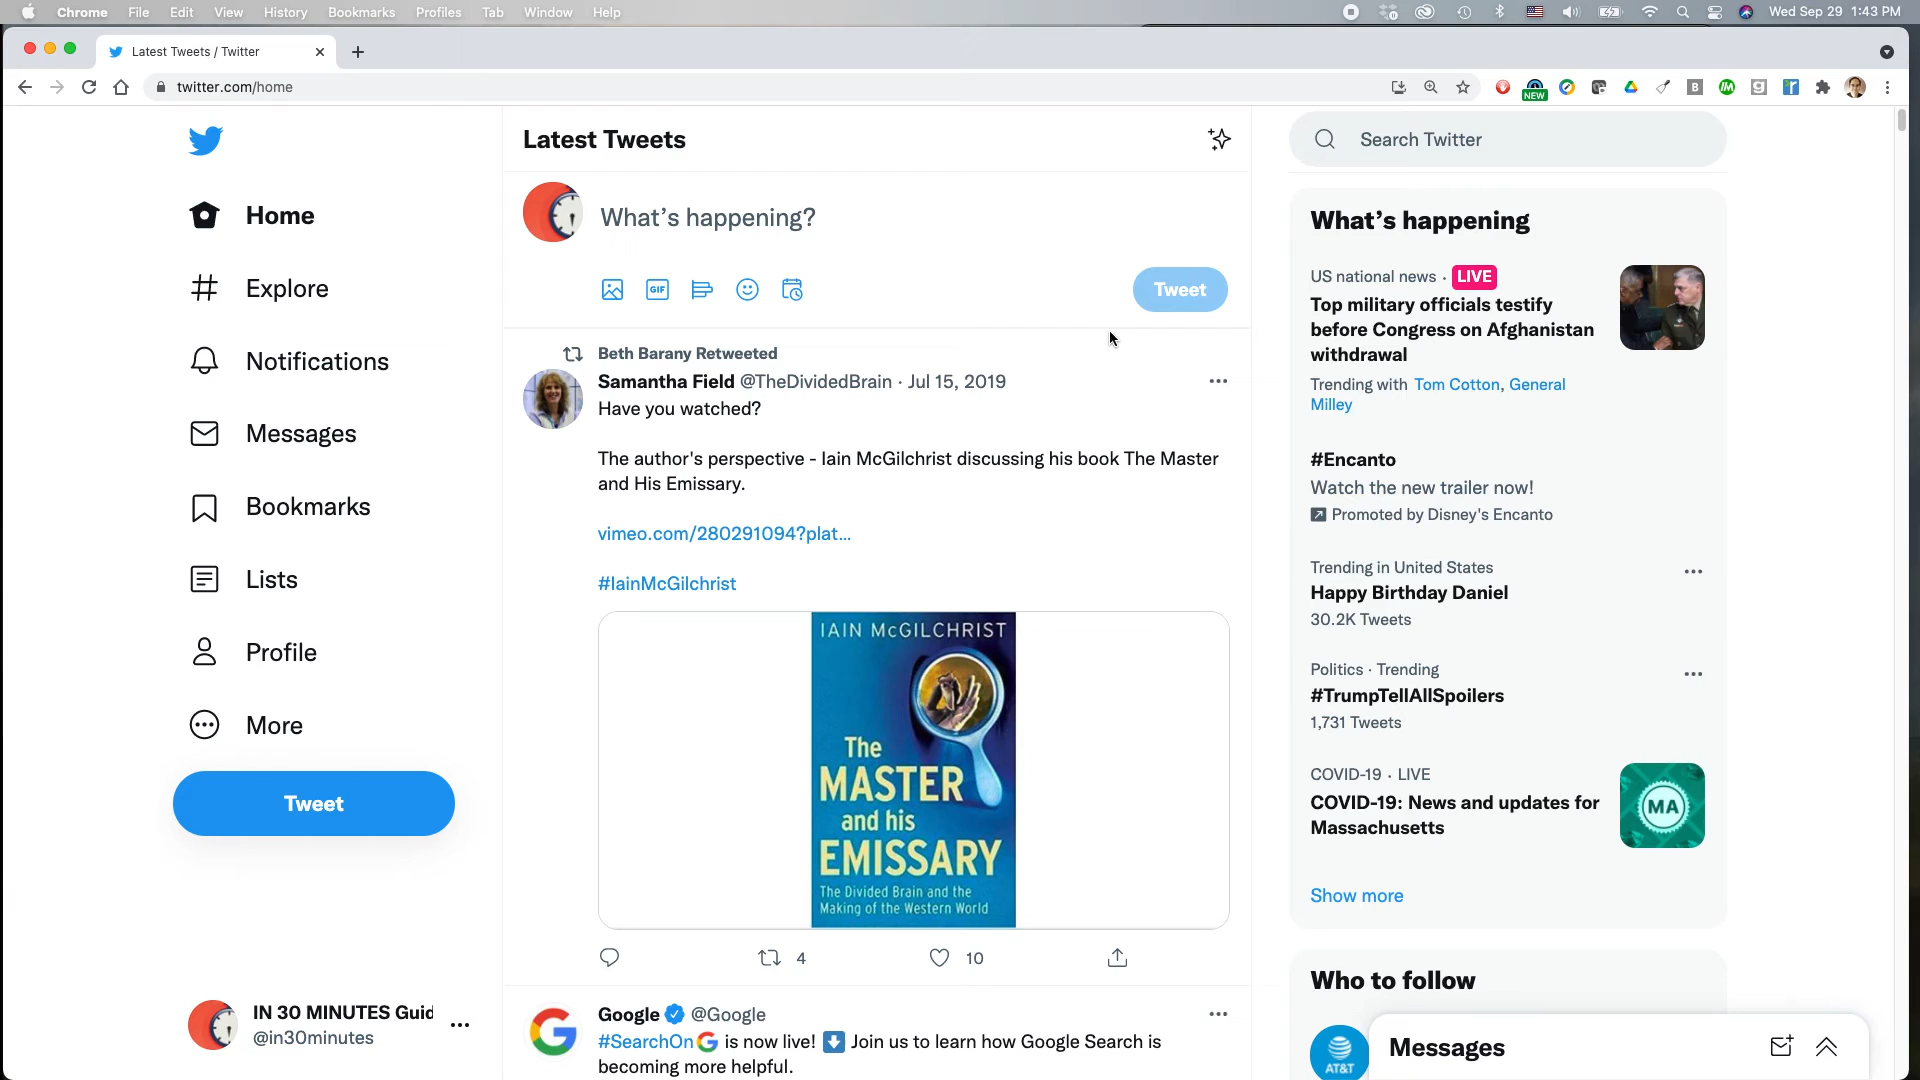 Chrome File Edit View History Bookmarks Profiles Tab Window Help Wed Sep 29 1:43 PM
Latest Tweets / Twitter
twitter.com/home
NEW
Home
Explore
Notifications
Messages
Bookmarks
Lists
Profile
More
Tweet
IN 30 MINUTES Guid
@in30minutes
Latest Tweets
What's happening?
GIF
Tweet
Beth Barany Retweeted
Samantha Field @TheDividedBrain · Jul 15, 2019
Have you watched?
The author's perspective - Iain McGilchrist discussing his book The Master
and His Emissary.
vimeo.com/280291094?plat...
#IainMcGilchrist
IAIN McGILCHRIST
The
MASTER
and his
EMISSARY
The Divided Brain and the
Making of the Western World
4
10
Google @Google
#SearchOn is now live! Join us to learn how Google Search is
becoming more helpful.
Search Twitter
What's happening
US national news · LIVE
Top military officials testify
before Congress on Afghanistan
withdrawal
Trending with Tom Cotton, General
Milley
#Encanto
Watch the new trailer now!
Promoted by Disney's Encanto
Trending in United States
Happy Birthday Daniel
30.2K Tweets
Politics · Trending
#TrumpTellAllSpoilers
1,731 Tweets
COVID-19 · LIVE
COVID-19: News and updates for
Massachusetts
MA
Show more
Who to follow
AT&T
Messages